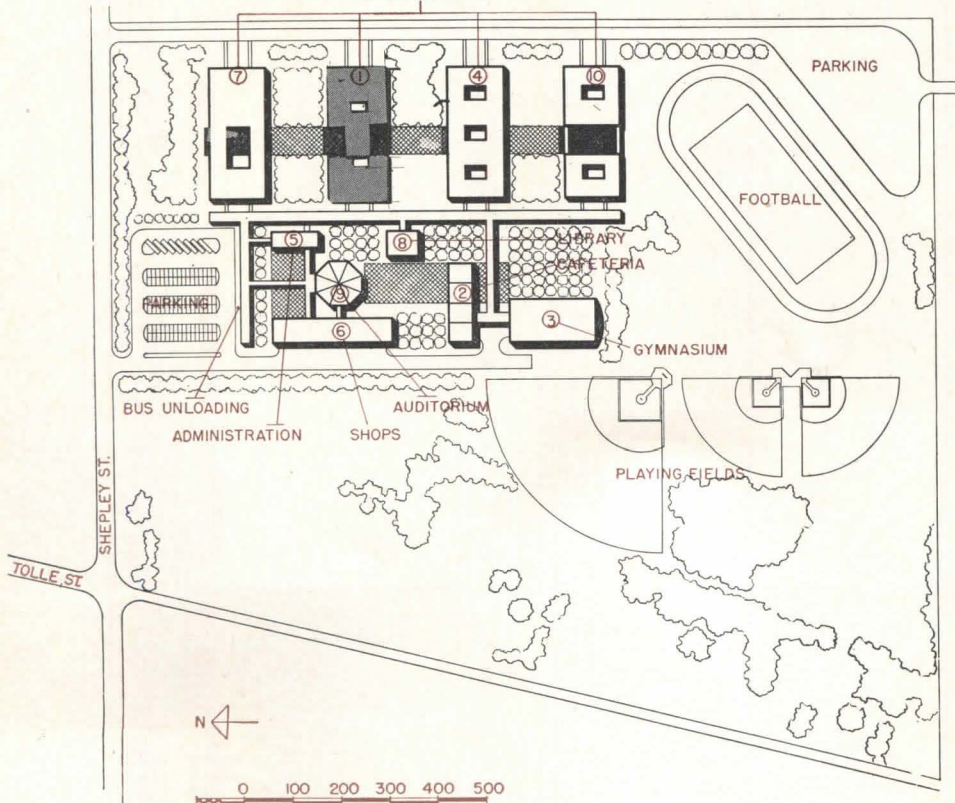 7
1
4
10
PARKING
FOOTBALL
5
8
LIBRARY
CAFETERIA
PARKING
9
2
6
3
GYMNASIUM
BUS UNLOADING
AUDITORIUM
ADMINISTRATION
SHOPS
PLAYING FIELDS
SHEPLEY ST.
TOLLE ST.
N
0 100 200 300 400 500